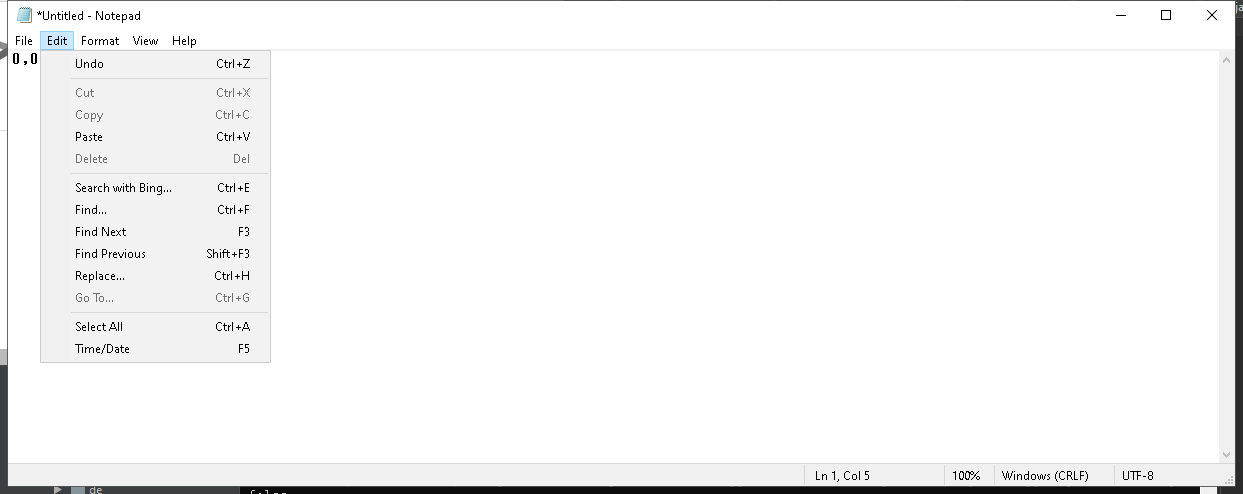 *Untitled - Notepad
File Edit Format View Help
0,0
Undo Ctrl+Z
Cut Ctrl+X
Copy Ctrl+C
Paste Ctrl+V
Delete Del
Search with Bing... Ctrl+E
Find... Ctrl+F
Find Next F3
Find Previous Shift+F3
Replace... Ctrl+H
Go To... Ctrl+G
Select All Ctrl+A
Time/Date F5
Ln 1, Col 5 100% Windows (CRLF) UTF-8
de